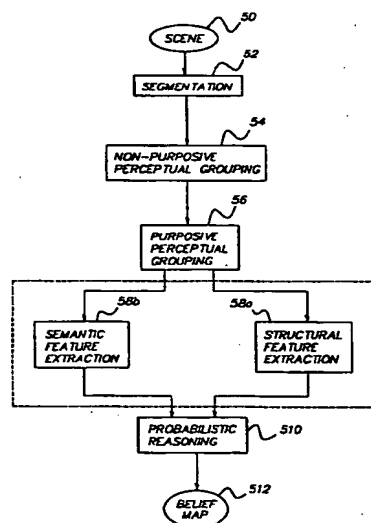 50
SCENE
52
SEGMENTATION
54
NON-PURPOSIVE
PERCEPTUAL GROUPING
56
PURPOSIVE
PERCEPTUAL
GROUPING
58b
58a
SEMANTIC
FEATURE
EXTRACTION
STRUCTURAL
FEATURE
EXTRACTION
PROBABILISTIC
REASONING
510
512
BELIEF
MAP